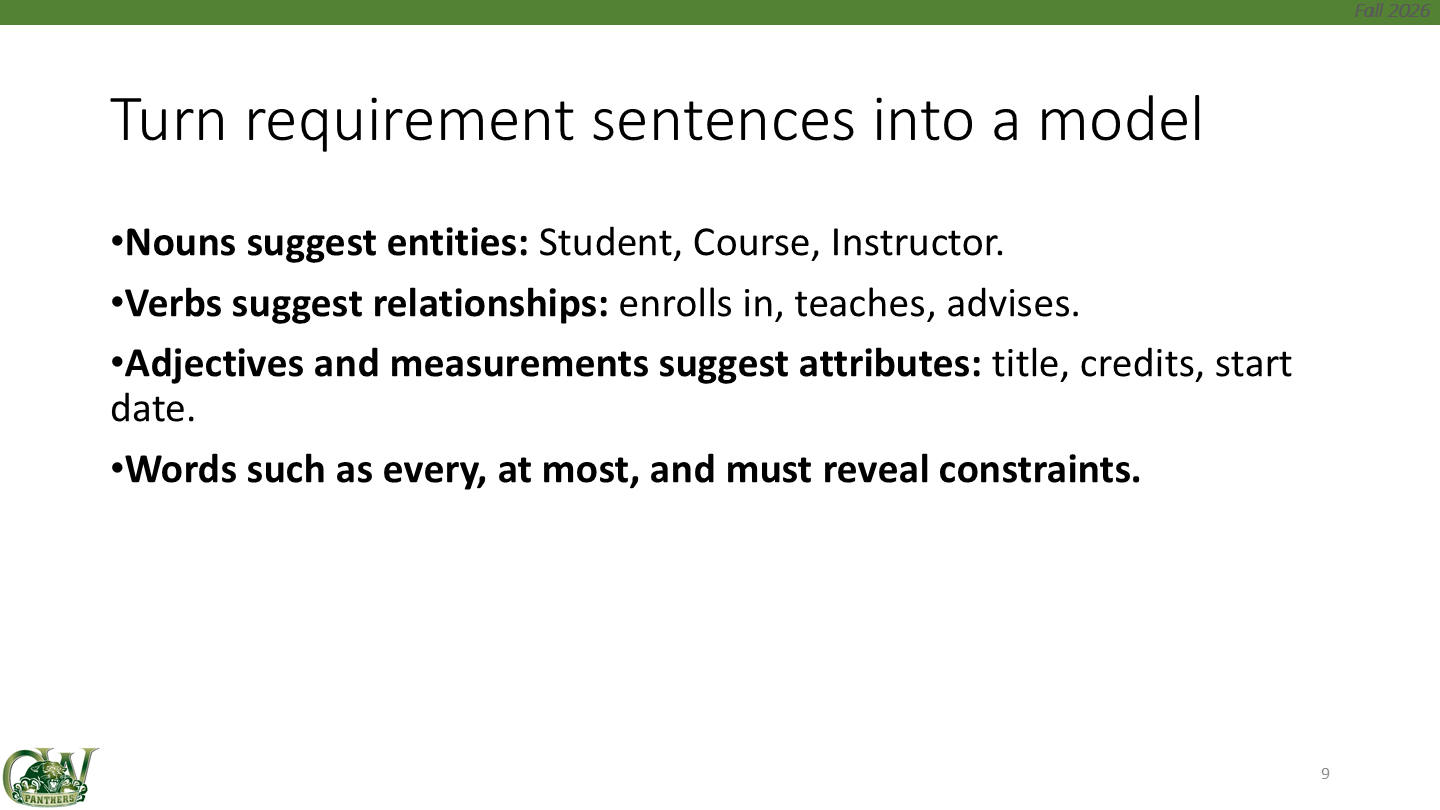 Fall 2026
Turn requirement sentences into a model
•Nouns suggest entities: Student, Course, Instructor.
•Verbs suggest relationships: enrolls in, teaches, advises.
•Adjectives and measurements suggest attributes: title, credits, start
date.
•Words such as every, at most, and must reveal constraints.
OW
PANTHERS
9